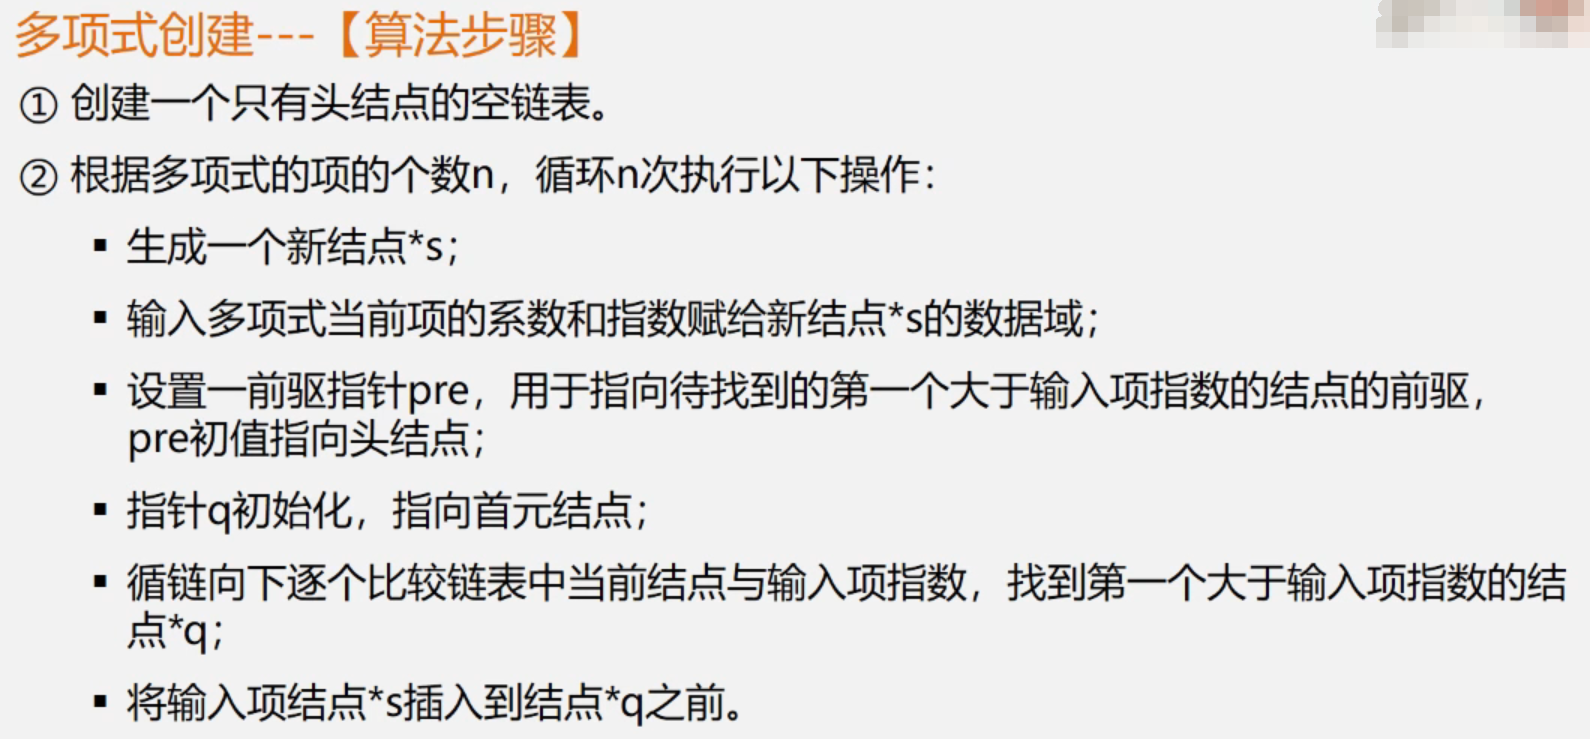 多项式创建---【算法步骤】
① 创建一个只有头结点的空链表。
② 根据多项式的项的个数n，循环n次执行以下操作：
▪ 生成一个新结点*s；
▪ 输入多项式当前项的系数和指数赋给新结点*s的数据域；
▪ 设置一前驱指针pre，用于指向待找到的第一个大于输入项指数的结点的前驱，
pre初值指向头结点；
▪ 指针q初始化，指向首元结点；
▪ 循链向下逐个比较链表中当前结点与输入项指数，找到第一个大于输入项指数的结
点*q；
▪ 将输入项结点*s插入到结点*q之前。